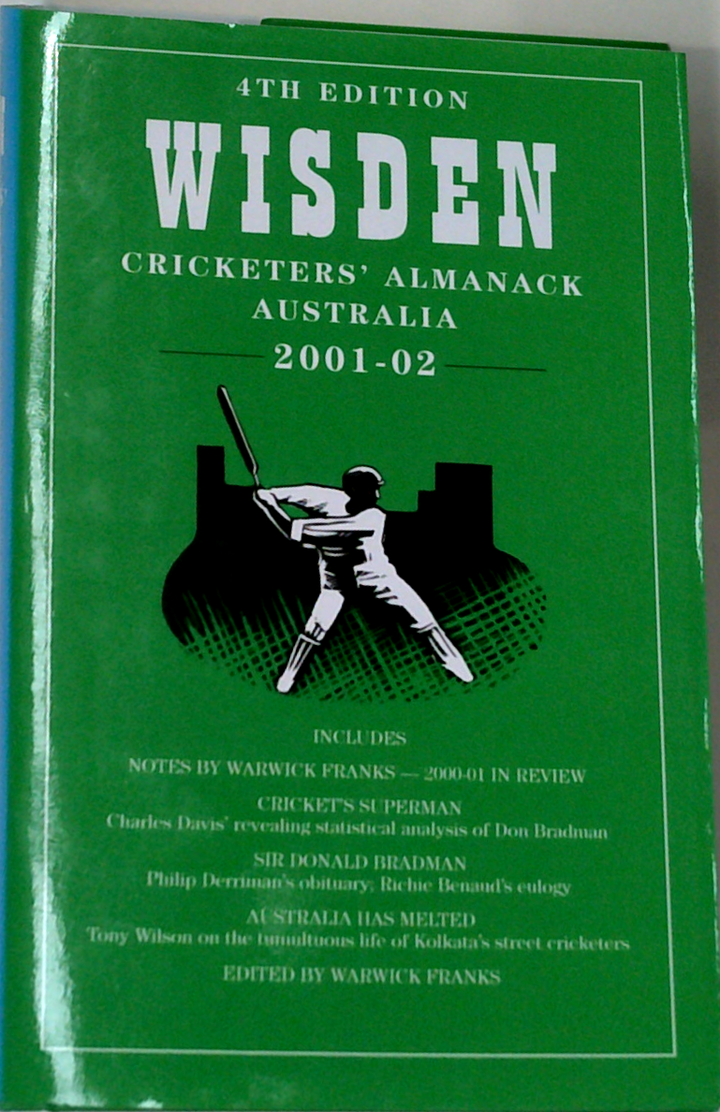 4TH EDITION
WISDEN
CRICKETERS' ALMANACK
AUSTRALIA
2001-02
INCLUDES
NOTES BY WARWICK FRANKS — 2000-01 IN REVIEW
CRICKET'S SUPERMAN
Charles Davis' revealing statistical analysis of Don Bradman
SIR DONALD BRADMAN
Philip Derriman's obituary; Richie Benaud's eulogy
AUSTRALIA HAS MELTED
Tony Wilson on the tumultuous life of Kolkata's street cricketers
EDITED BY WARWICK FRANKS